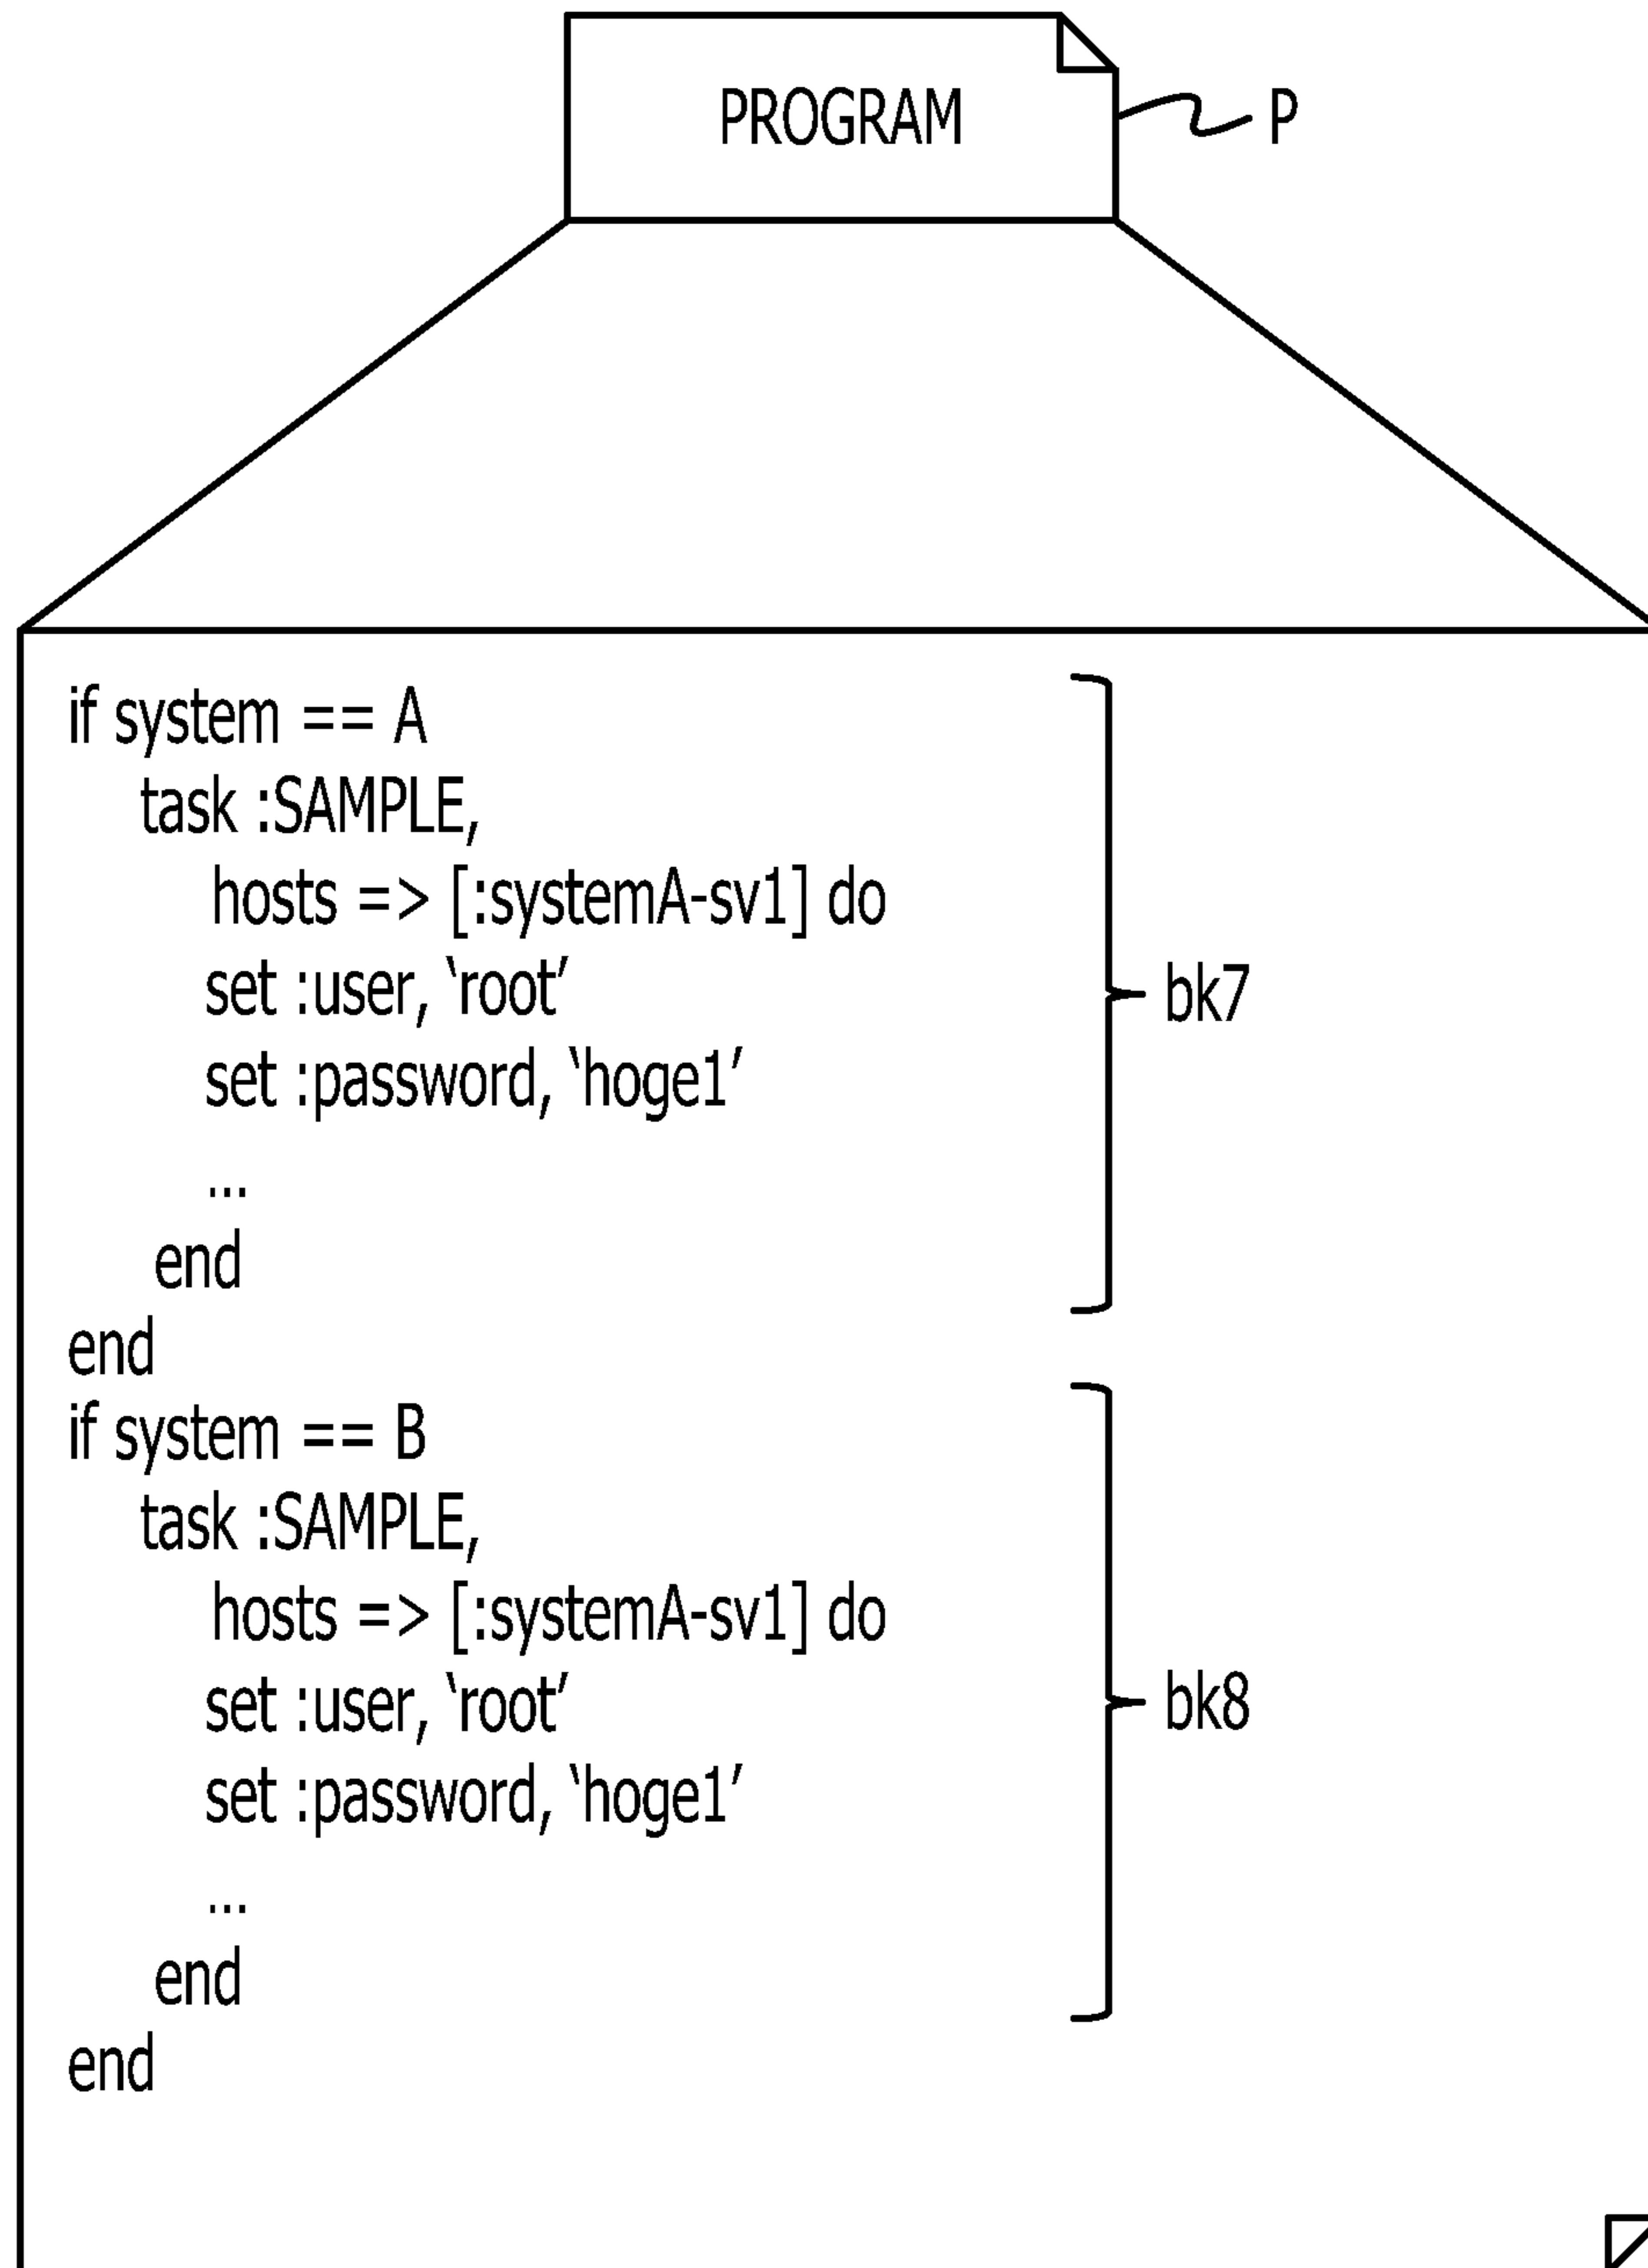 PROGRAM
P
if system == A
task :SAMPLE,
hosts => [:systemA-sv1] do
set :user, ‘root’
set :password, ‘hoge1’
...
end
end
bk7
if system == B
task :SAMPLE,
hosts => [:systemA-sv1] do
set :user, ‘root’
set :password, ‘hoge1’
...
end
end
bk8